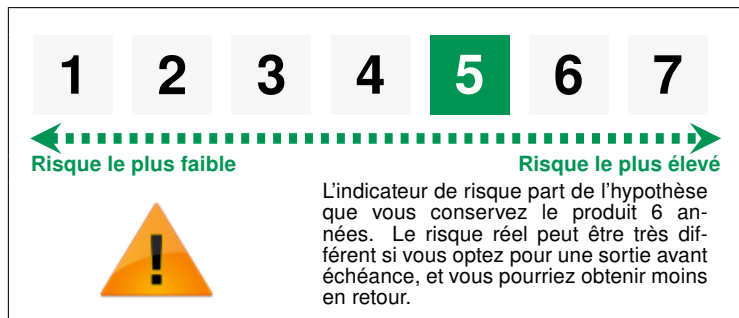 1 2 3 4 5 6 7
Risque le plus faible Risque le plus élevé
L'indicateur de risque part de l'hypothèse
que vous conservez le produit 6 an-
nées. Le risque réel peut être très dif-
férent si vous optez pour une sortie avant
échéance, et vous pourriez obtenir moins
en retour.
!